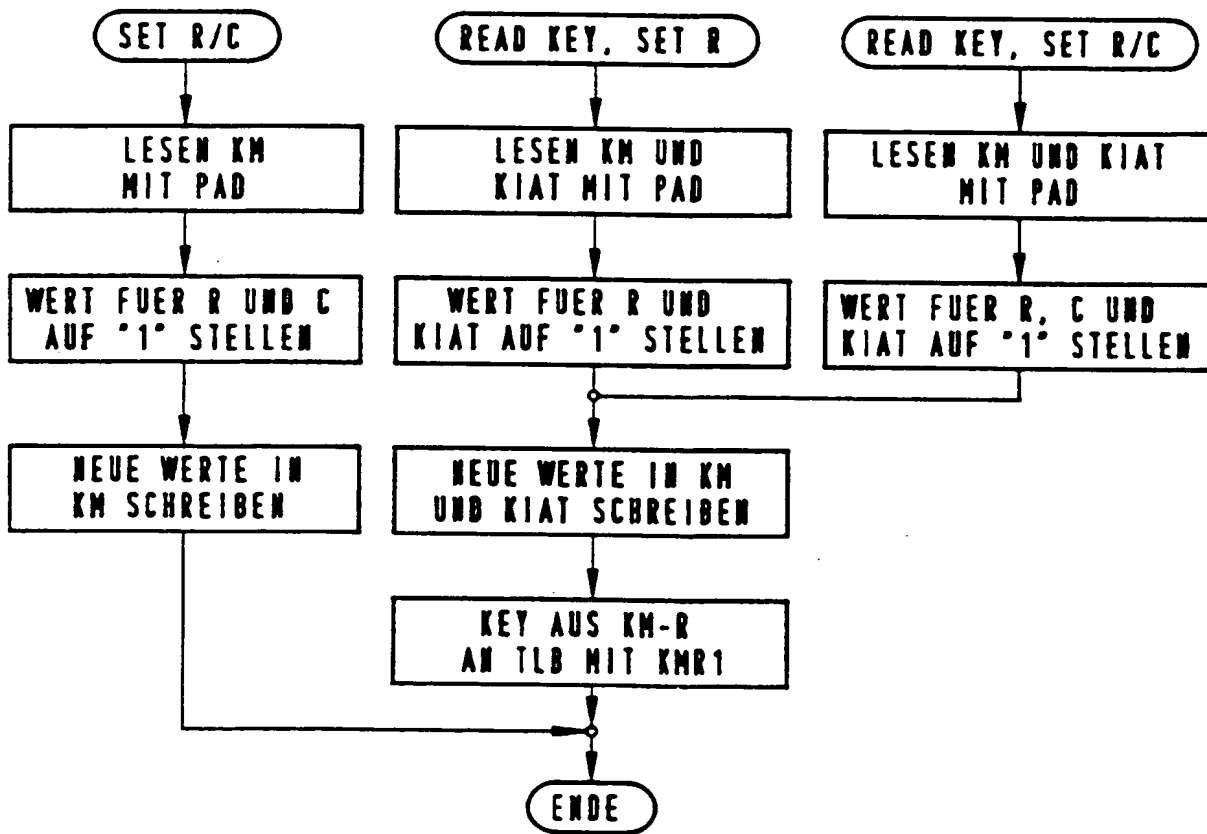 SET R/C
LESEN KM
MIT PAD
WERT FUER R UND C
AUF "1" STELLEN
NEUE WERTE IN
KM SCHREIBEN
READ KEY, SET R
LESEN KM UND
KIAT MIT PAD
WERT FUER R UND
KIAT AUF "1" STELLEN
NEUE WERTE IN KM
UND KIAT SCHREIBEN
KEY AUS KM-R
AN TLB MIT KMR1
READ KEY, SET R/C
LESEN KM UND KIAT
MIT PAD
WERT FUER R, C UND
KIAT AUF "1" STELLEN
ENDE